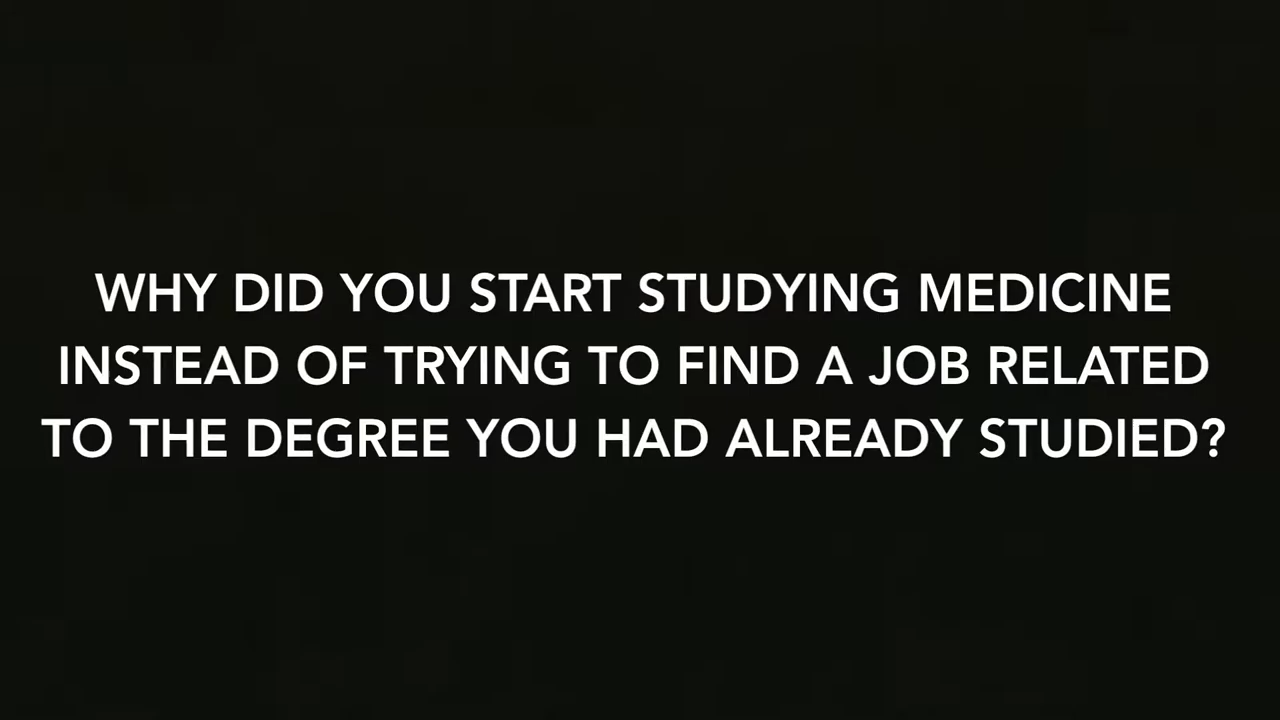 WHY DID YOU START STUDYING MEDICINE
INSTEAD OF TRYING TO FIND A JOB RELATED
TO THE DEGREE YOU HAD ALREADY STUDIED?